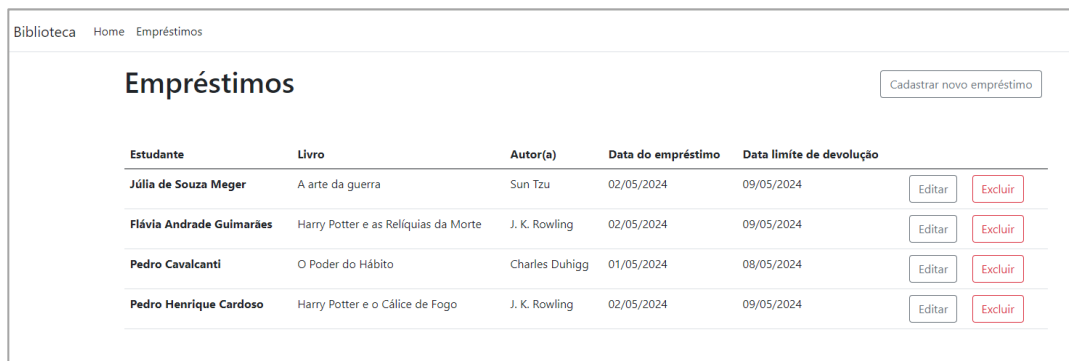 Biblioteca Home Empréstimos
Empréstimos
Cadastrar novo empréstimo
Estudante Livro Autor(a) Data do empréstimo Data limíte de devolução
Júlia de Souza Meger A arte da guerra Sun Tzu 02/05/2024 09/05/2024 Editar Excluir
Flávia Andrade Guimarães Harry Potter e as Relíquias da Morte J. K. Rowling 02/05/2024 09/05/2024 Editar Excluir
Pedro Cavalcanti O Poder do Hábito Charles Duhigg 01/05/2024 08/05/2024 Editar Excluir
Pedro Henrique Cardoso Harry Potter e o Cálice de Fogo J. K. Rowling 02/05/2024 09/05/2024 Editar Excluir